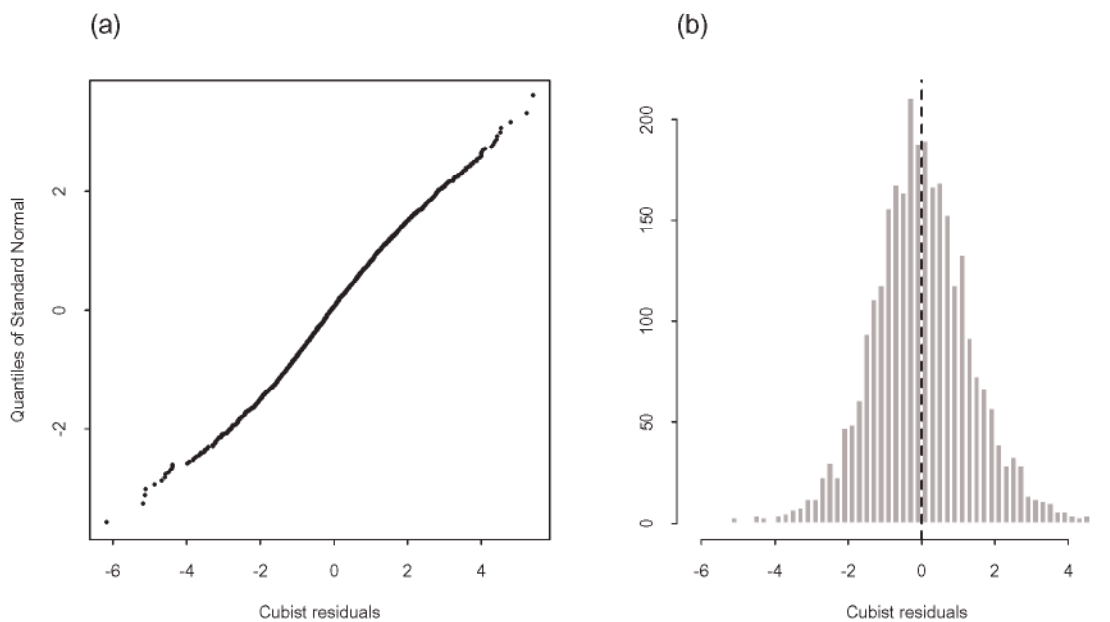 (a)
Quantiles of Standard Normal
2
0
-2
-6 -4 -2 0 2 4
Cubist residuals
(b)
200
150
100
50
0
-6 -4 -2 0 2 4
Cubist residuals